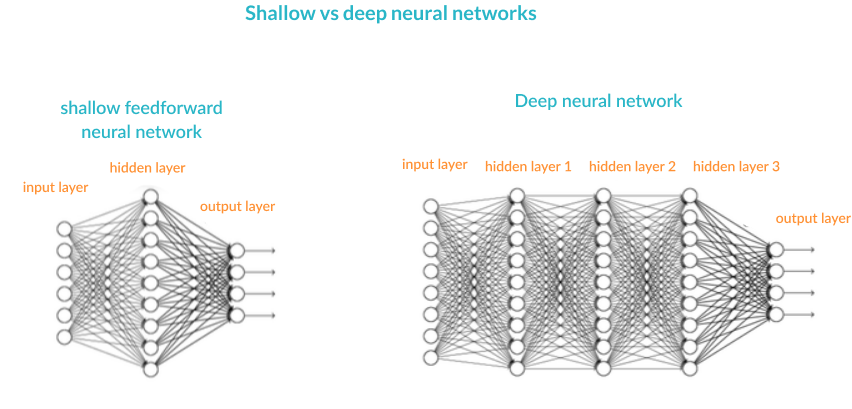 Shallow vs deep neural networks
shallow feedforward
neural network
hidden layer
input layer
output layer
Deep neural network
input layer
hidden layer 1
hidden layer 2
hidden layer 3
output layer